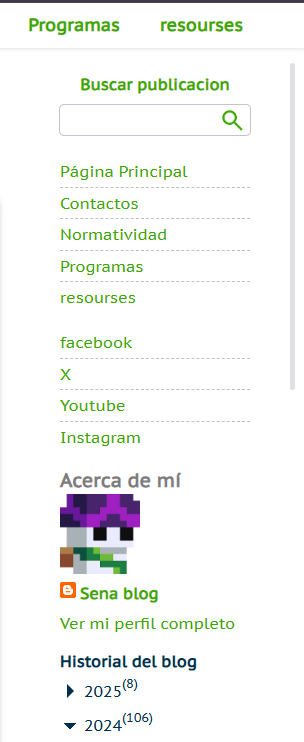 Programas resourses
Buscar publicacion
Página Principal
Contactos
Normatividad
Programas
resourses
facebook
X
Youtube
Instagram
Acerca de mí
Sena blog
Ver mi perfil completo
Historial del blog
2025(8)
2024(106)